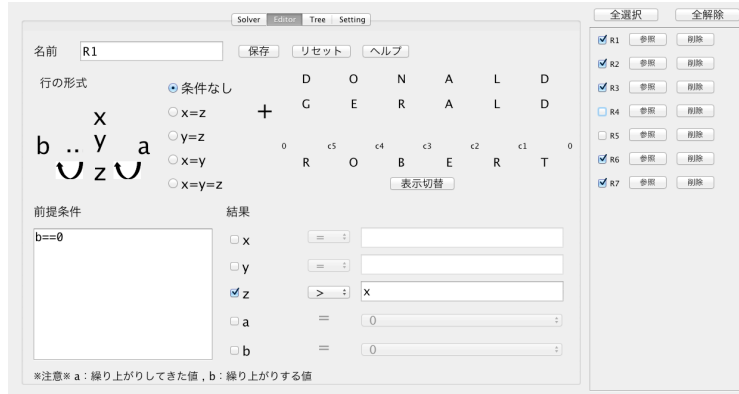 Solver Editor Tree Setting
全選択 全解除
名前 R1 保存 リセット ヘルプ
行の形式
条件なし
x=z
y=z
x=y
x=y=z
x
b .. y a
z
D O N A L D
+ G E R A L D
0 c5 c4 c3 c2 c1 0
R O B E R T
表示切替
前提条件
b==0
結果
x =
y =
z > x
a = 0
b = 0
※注意※ a：繰り上がりしてきた値，b：繰り上がりする値
R1 参照 削除
R2 参照 削除
R3 参照 削除
R4 参照 削除
R5 参照 削除
R6 参照 削除
R7 参照 削除